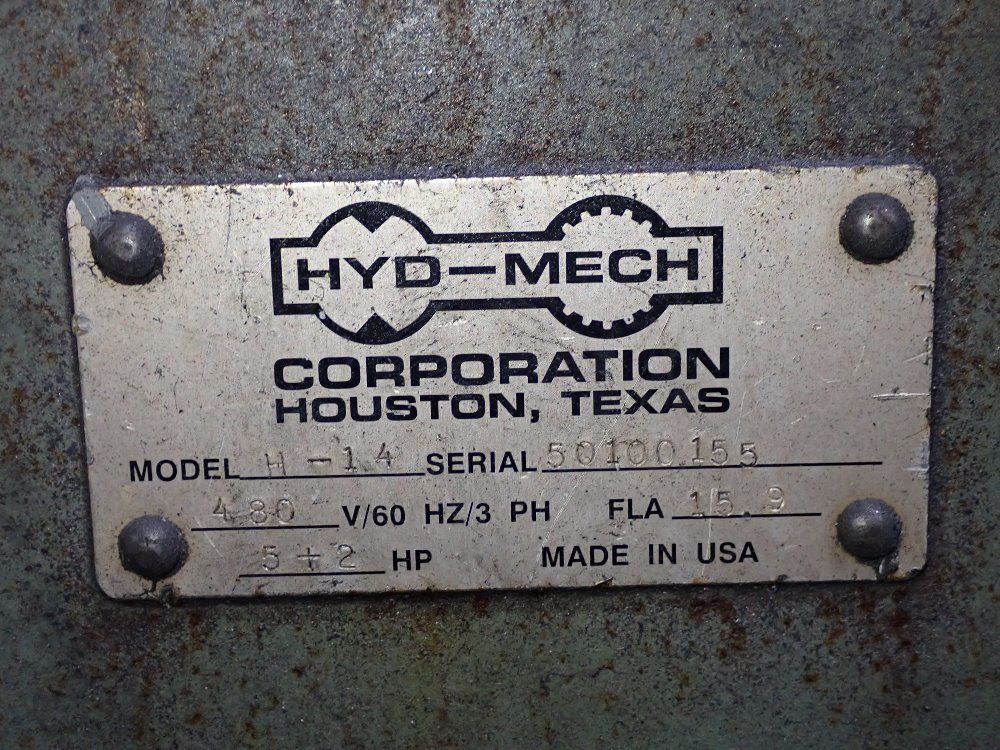 HYD-MECH
CORPORATION
HOUSTON, TEXAS
MODEL H-14 SERIAL 50100155
480 V/60 HZ/3 PH FLA 15.9
5+2 HP MADE IN USA